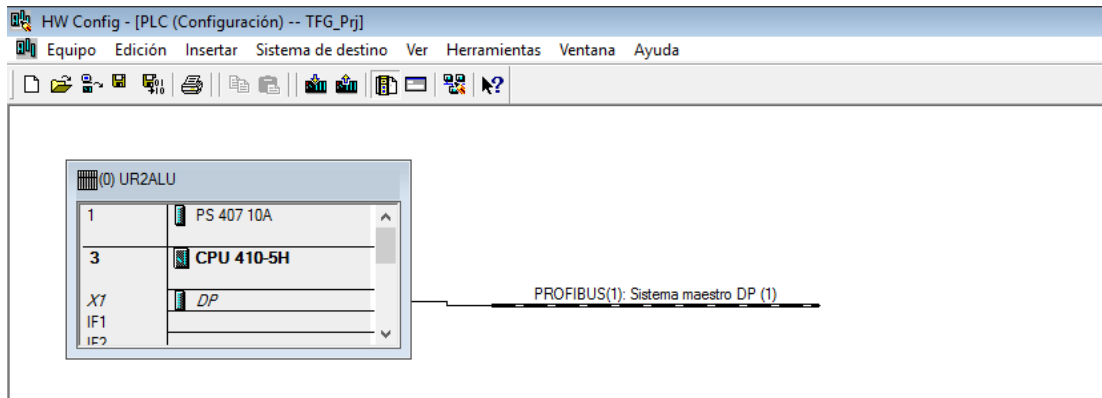 HW Config - [PLC (Configuración) -- TFG_Prj]
Equipo Edición Insertar Sistema de destino Ver Herramientas Ventana Ayuda
(0) UR2ALU
1 PS 407 10A
3 CPU 410-5H
X1 DP
PROFIBUS(1): Sistema maestro DP (1)
IF1
IF2